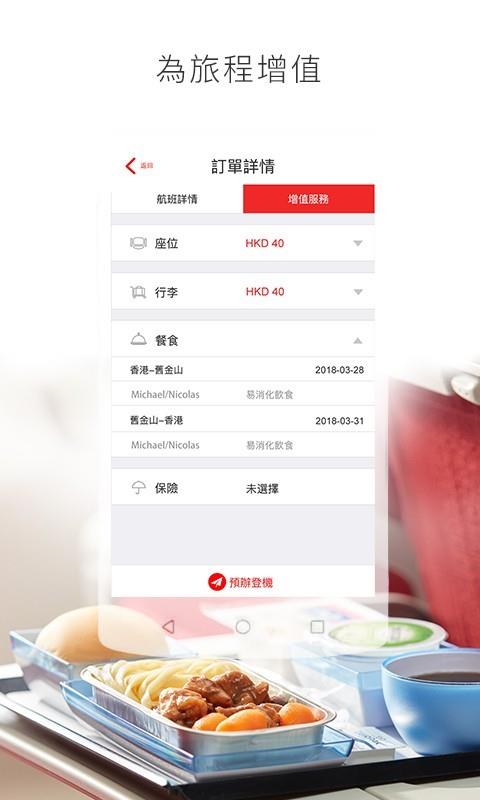 為旅程增值
返回
訂單詳情
航班詳情
增值服務
座位 HKD 40
行李 HKD 40
餐食
香港–舊金山 2018-03-28
Michael/Nicolas 易消化飲食
舊金山–香港 2018-03-31
Michael/Nicolas 易消化飲食
保險 未選擇
預辦登機